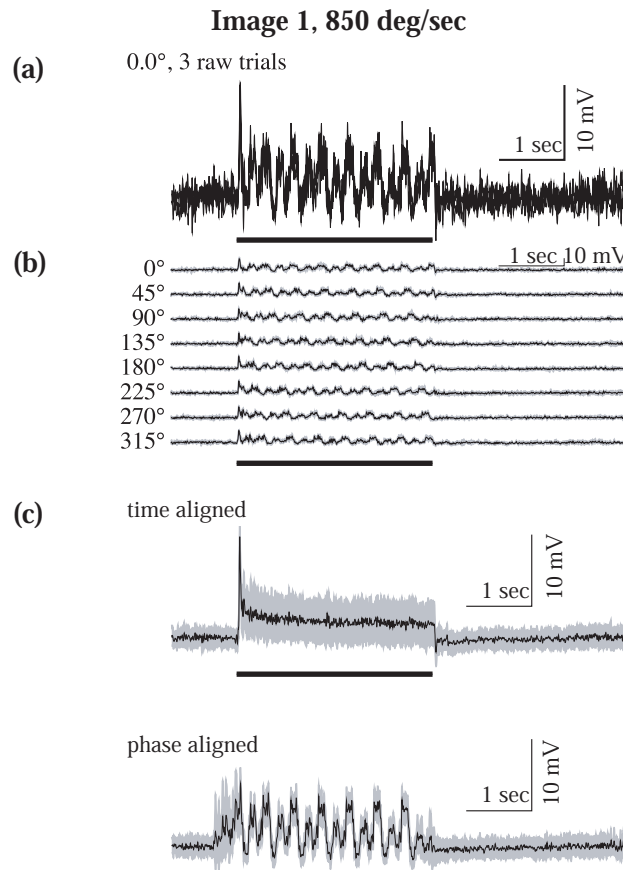 Image 1, 850 deg/sec
(a)
0.0°, 3 raw trials
1 sec
10 mV
(b)
1 sec 10 mV
0°
45°
90°
135°
180°
225°
270°
315°
(c)
time aligned
1 sec
10 mV
phase aligned
1 sec
10 mV